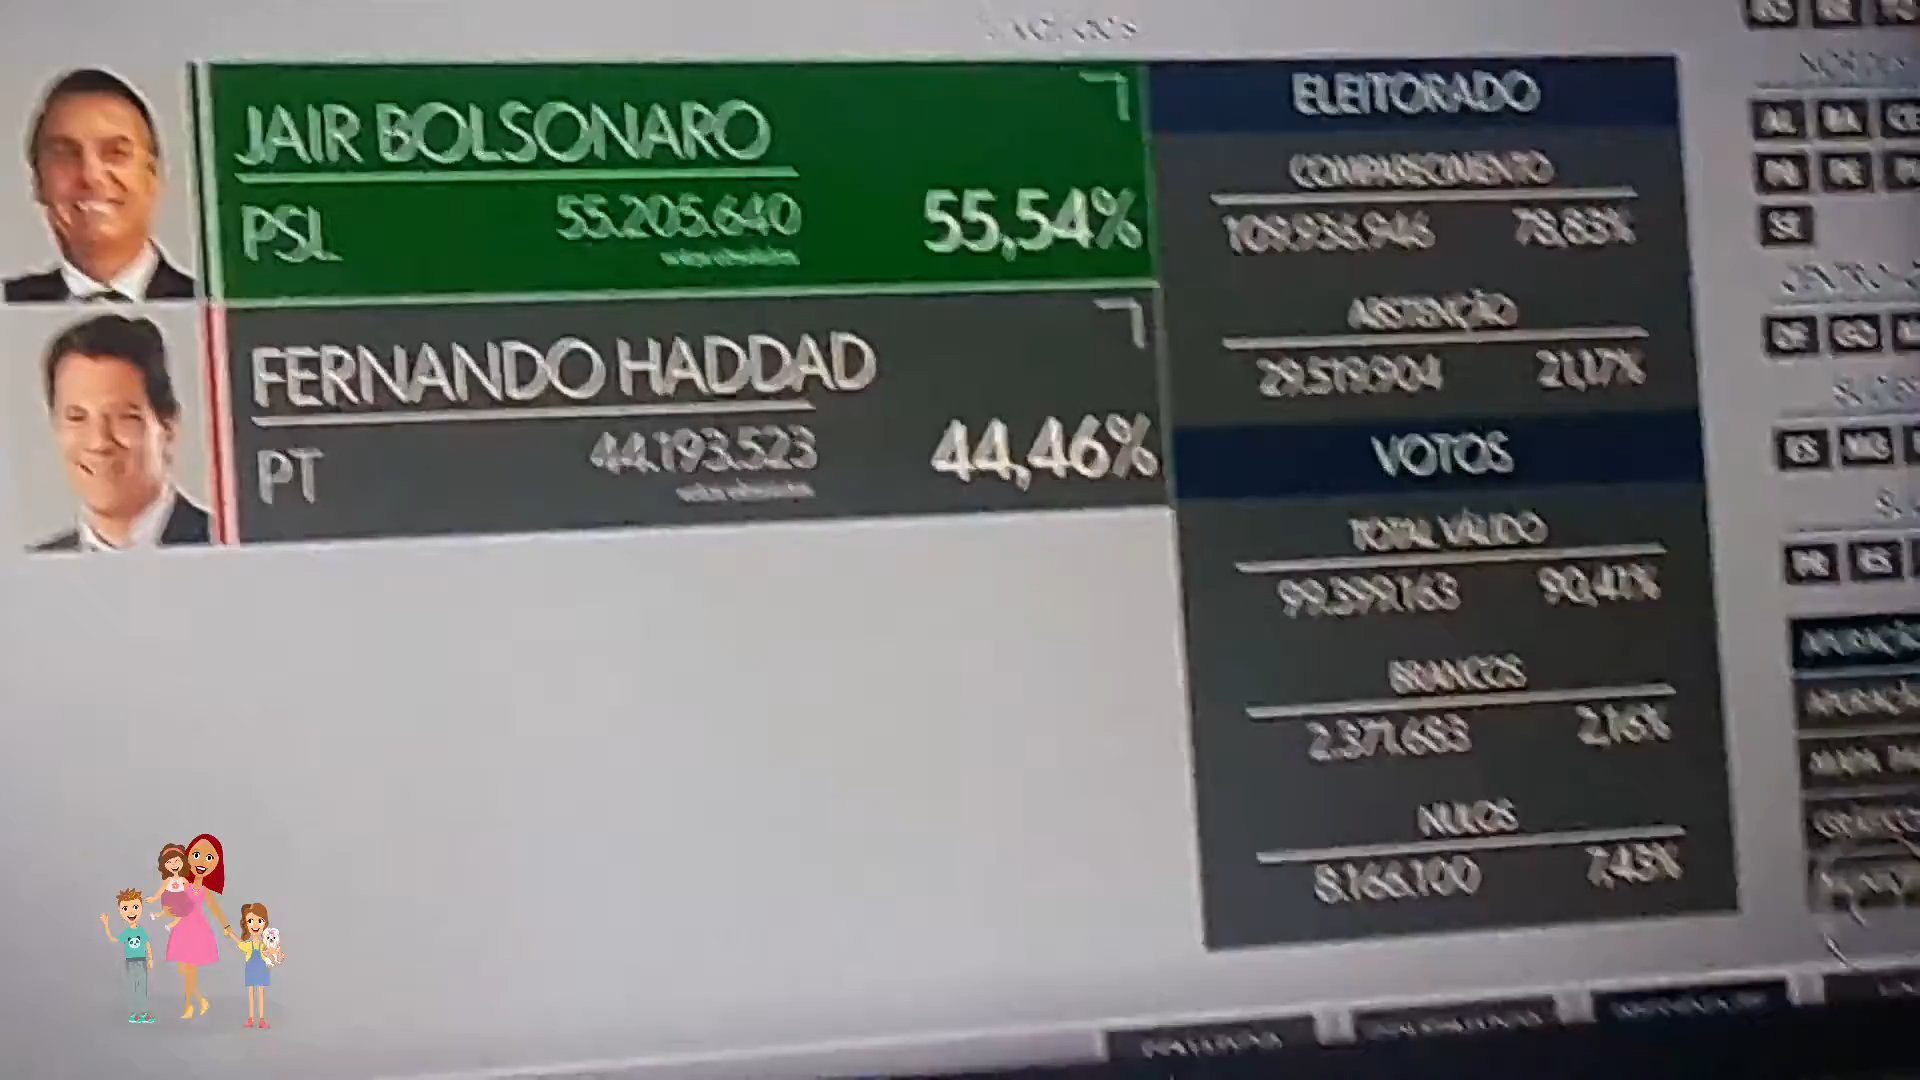 JAIR BOLSONARO
PSL 55.205.640 55,54%
FERNANDO HADDAD
PT 44.193.523 44,46%
ELEITORADO
COMPARECIMENTO
109.936.946 78,83%
ABSTENÇÃO
29.519.904 21,17%
VOTOS
TOTAL VÁLIDO
99.399.163 90,41%
BRANCOS
2.371.683 2,16%
NULOS
8.166.100 7,43%
AL BA CE
PE
SE
DF GO
ES MG
PR RS